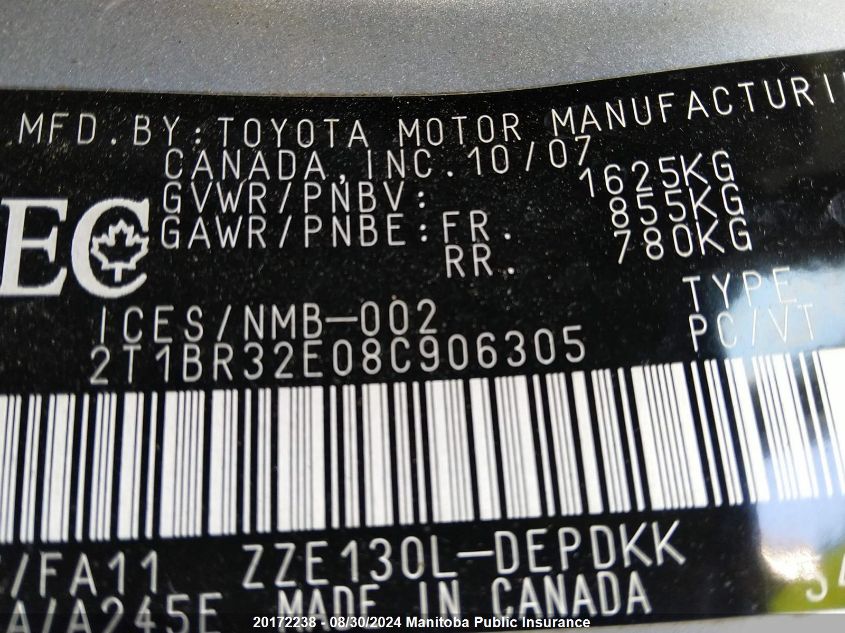 MFD.BY:TOYOTA MOTOR MANUFACTURI
CANADA,INC.10/07
GVWR/PNBV: 1625KG
GAWR/PNBE:FR. 855KG
RR. 780KG
EC
ICES/NMB-002 TYPE
2T1BR32E08C906305 PC/VT
/FA11 ZZE130L-DEPDKK
A/A245E MADE IN CANADA
20172238 - 08/30/2024 Manitoba Public Insurance